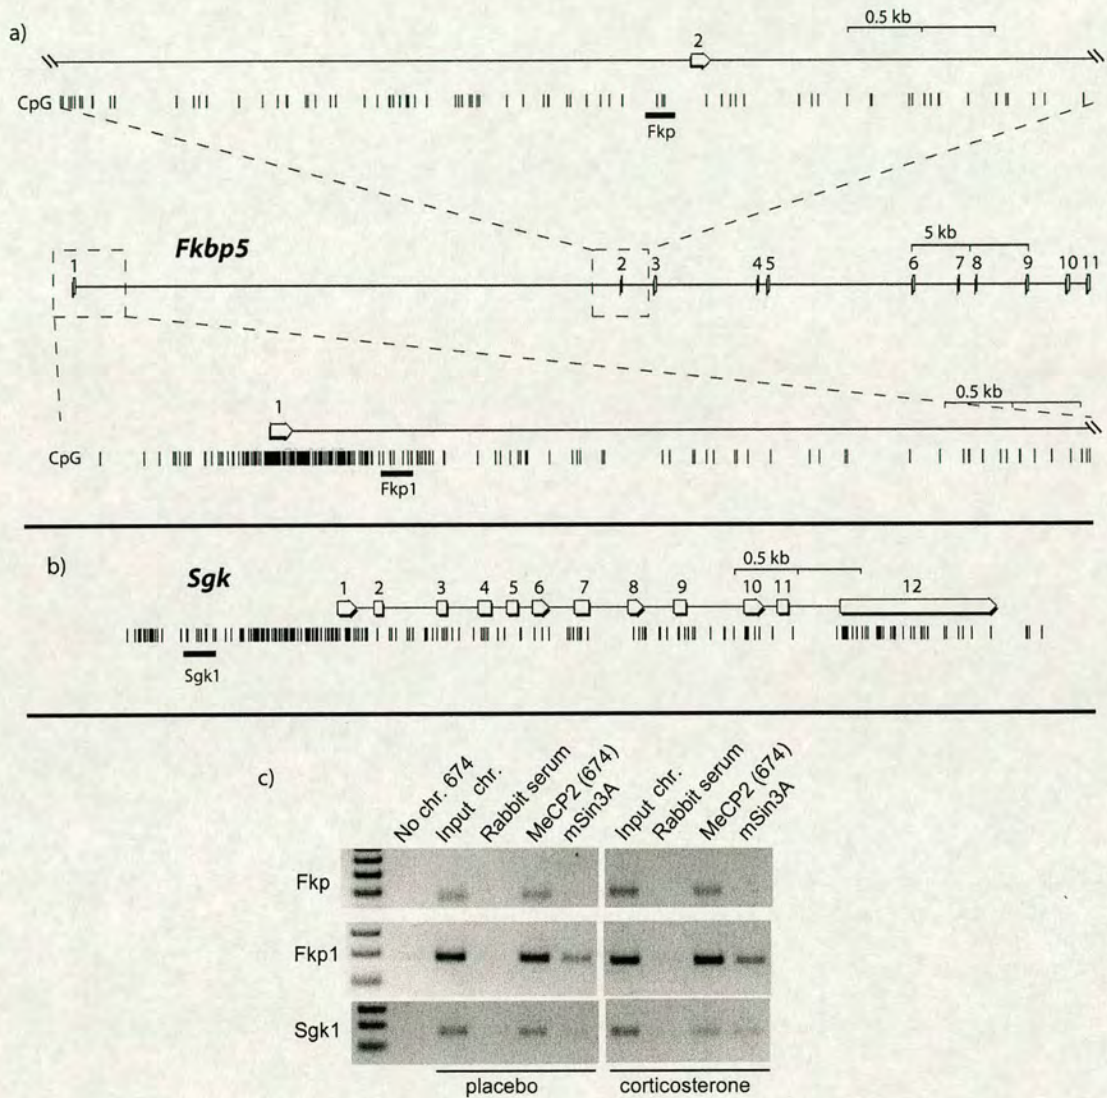 a)
0.5 kb
2
CpG
Fkp
Fkbp5
5 kb
1 2 3 4 5 6 7 8 9 10 11
0.5 kb
1
CpG
Fkp1
b)
Sgk
0.5 kb
1 2 3 4 5 6 7 8 9 10 11 12
Sgk1
c)
No chr. 674
Input chr.
Rabbit serum
MeCP2 (674)
mSin3A
Input chr.
Rabbit serum
MeCP2 (674)
mSin3A
Fkp
Fkp1
Sgk1
placebo corticosterone